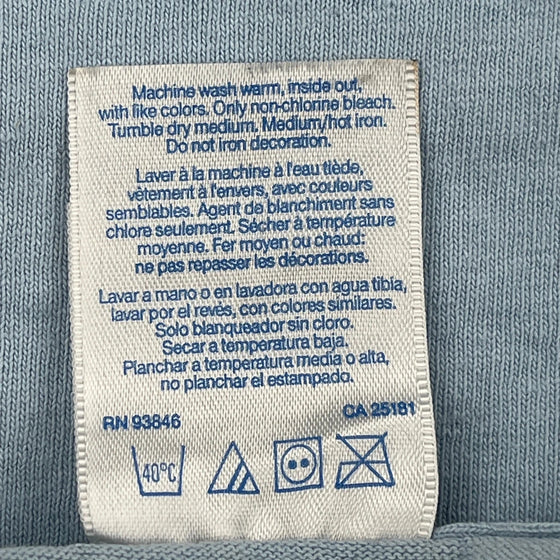 Machine wash warm, inside out,
with like colors. Only non-chlorine bleach.
Tumble dry medium. Medium/hot iron.
Do not iron decoration.
Laver à la machine à l'eau tiède,
vêtement à l'envers, avec couleurs
semblables. Agent de blanchiment sans
chlore seulement. Sécher à température
moyenne. Fer moyen ou chaud:
ne pas repasser les décorations.
Lavar a mano o en lavadora con agua tibia,
lavar por el revés, con colores similares.
Solo blanqueador sin cloro.
Secar a temperatura baja.
Planchar a temperatura media o alta,
no planchar el estampado.
RN 93846 CA 25181
40°C